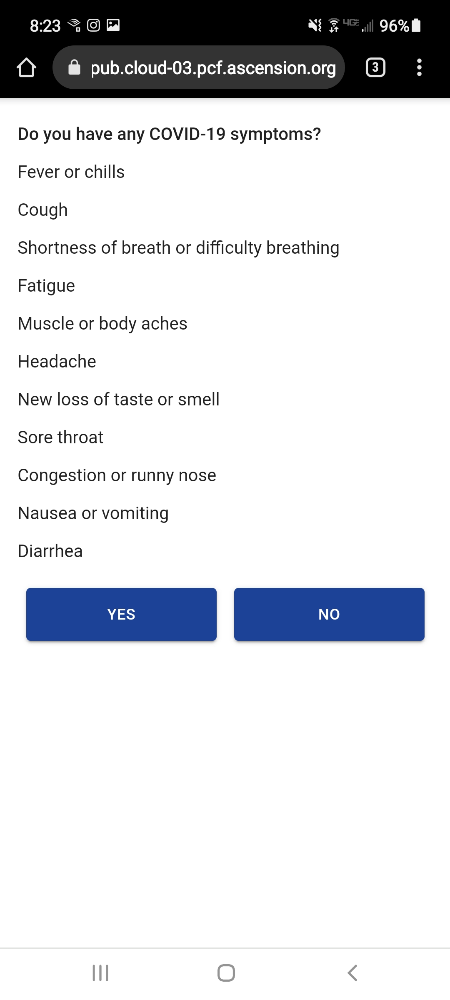 8:23 4G LTE 96%
pub.cloud-03.pcf.ascension.org 3
Do you have any COVID-19 symptoms?
Fever or chills
Cough
Shortness of breath or difficulty breathing
Fatigue
Muscle or body aches
Headache
New loss of taste or smell
Sore throat
Congestion or runny nose
Nausea or vomiting
Diarrhea
YES NO